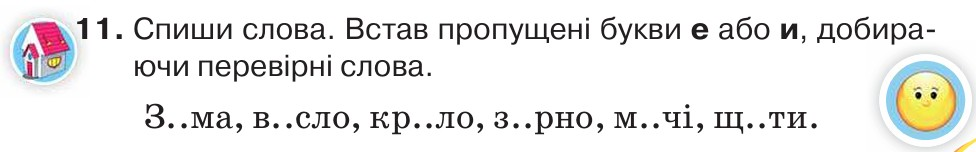 11. Спиши слова. Встав пропущені букви е або и, добира-
ючи перевірні слова.
З..ма, в..сло, кр..ло, з..рно, м..чі, щ..ти.